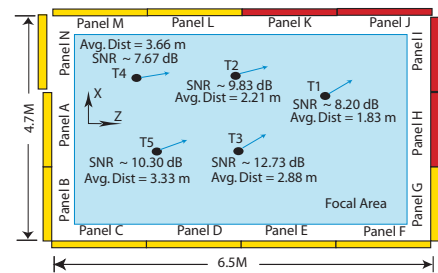 Panel M Panel L Panel K Panel J
Panel N
Panel A
Panel B
Panel I
Panel H
Panel G
Avg. Dist = 3.66 m
SNR ~ 7.67 dB
T4
T2
SNR ~ 9.83 dB
Avg. Dist = 2.21 m
T1
SNR ~ 8.20 dB
Avg. Dist = 1.83 m
X
Z
4.7M
T5
SNR ~ 10.30 dB
Avg. Dist = 3.33 m
T3
SNR ~ 12.73 dB
Avg. Dist = 2.88 m
Focal Area
Panel C Panel D Panel E Panel F
6.5M